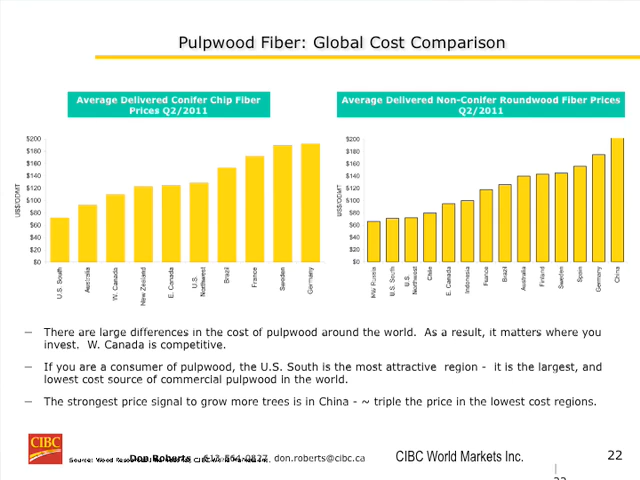 Pulpwood Fiber: Global Cost Comparison
Average Delivered Conifer Chip Fiber
Prices Q2/2011
Average Delivered Non-Conifer Roundwood Fiber Prices
Q2/2011
$200
$180
$160
$140
$120
$100
$80
$60
$40
$20
$0
US$/ODMT
U.S. South
Australia
W. Canada
New Zealand
E. Canada
U.S.
Northwest
Brazil
France
Sweden
Germany
$200
$180
$160
$140
$120
$100
$80
$60
$40
$20
$0
US$/ODMT
NW Russia
U.S. South
U.S.
Northwest
Chile
E. Canada
Indonesia
France
Brazil
Australia
Finland
Sweden
Spain
Germany
China
— There are large differences in the cost of pulpwood around the world. As a result, it matters where you
invest. W. Canada is competitive.
— If you are a consumer of pulpwood, the U.S. South is the most attractive region - it is the largest, and
lowest cost source of commercial pulpwood in the world.
— The strongest price signal to grow more trees is in China - ~ triple the price in the lowest cost regions.
CIBC
Source: Wood
Don Roberts
don.roberts@cibc.ca
CIBC World Markets Inc.
22